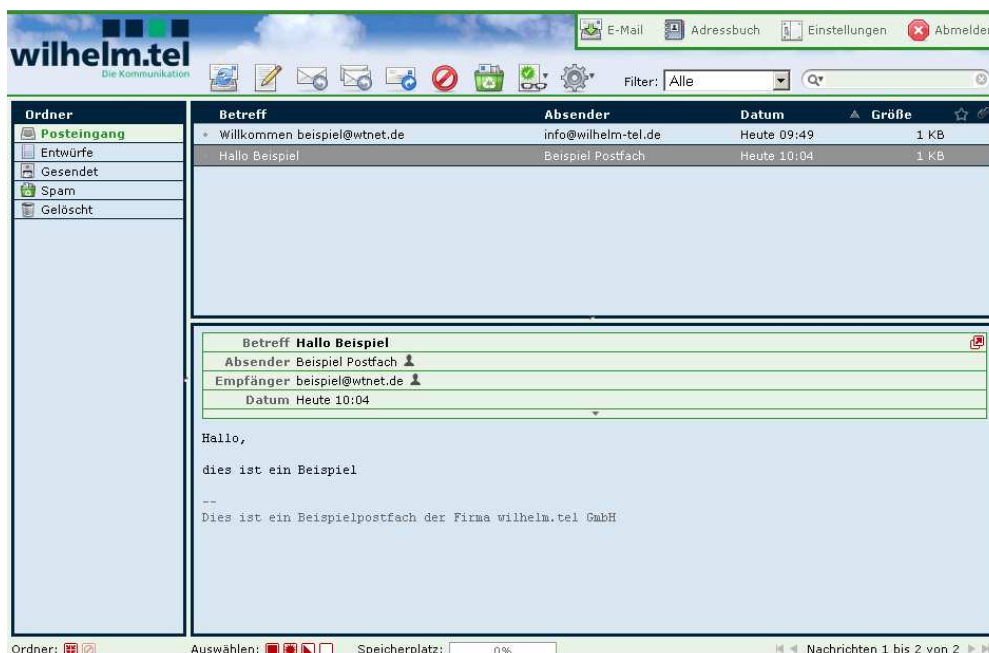 wilhelm.tel
Die Kommunikation
E-Mail Adressbuch Einstellungen Abmelden
Filter: Alle
Ordner
Posteingang
Entwürfe
Gesendet
Spam
Gelöscht
Betreff Absender Datum Größe
Willkommen beispiel@wtnet.de info@wilhelm-tel.de Heute 09:49 1 KB
Hallo Beispiel Beispiel Postfach Heute 10:04 1 KB
Betreff Hallo Beispiel
Absender Beispiel Postfach
Empfänger beispiel@wtnet.de
Datum Heute 10:04
Hallo,
dies ist ein Beispiel
--
Dies ist ein Beispielpostfach der Firma wilhelm.tel GmbH
Ordner: Auswählen: Speicherplatz: 0% Nachrichten 1 bis 2 von 2